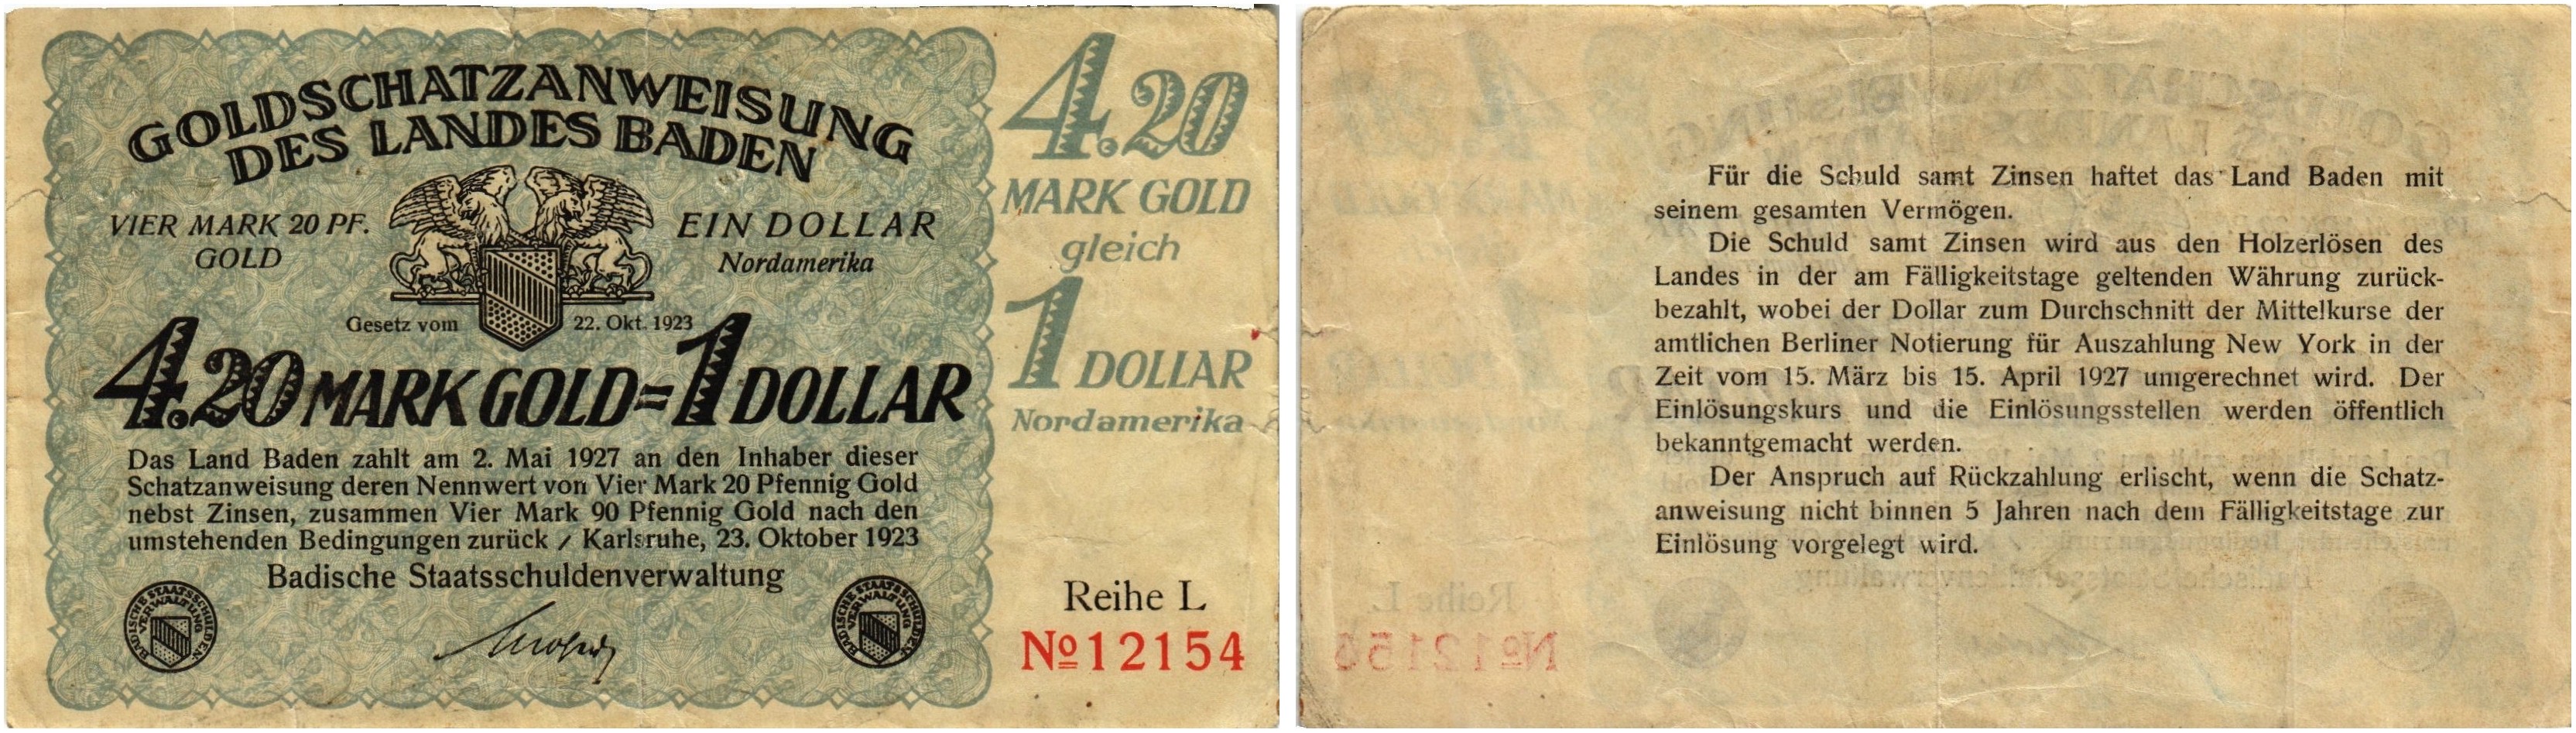 GOLDSCHATZANWEISUNG
DES LANDES BADEN
VIER MARK 20 PF.
GOLD
EIN DOLLAR
Nordamerika
Gesetz vom 22. Okt. 1923
4.20 MARK GOLD=1 DOLLAR
Das Land Baden zahlt am 2. Mai 1927 an den Inhaber dieser
Schatzanweisung deren Nennwert von Vier Mark 20 Pfennig Gold
nebst Zinsen, zusammen Vier Mark 90 Pfennig Gold nach den
umstehenden Bedingungen zurück / Karlsruhe, 23. Oktober 1923
Badische Staatsschuldenverwaltung
BADISCHE STAATSSCHULDEN
VERWALTUNG
BADISCHE STAATSSCHULDEN
VERWALTUNG
4.20
MARK GOLD
gleich
1 DOLLAR
Nordamerika
Reihe L
№ 12154
Für die Schuld samt Zinsen haftet das Land Baden mit
seinem gesamten Vermögen.
Die Schuld samt Zinsen wird aus den Holzerlösen des
Landes in der am Fälligkeitstage geltenden Währung zurück-
bezahlt, wobei der Dollar zum Durchschnitt der Mittelkurse der
amtlichen Berliner Notierung für Auszahlung New York in der
Zeit vom 15. März bis 15. April 1927 umgerechnet wird. Der
Einlösungskurs und die Einlösungsstellen werden öffentlich
bekanntgemacht werden.
Der Anspruch auf Rückzahlung erlischt, wenn die Schatz-
anweisung nicht binnen 5 Jahren nach dem Fälligkeitstage zur
Einlösung vorgelegt wird.